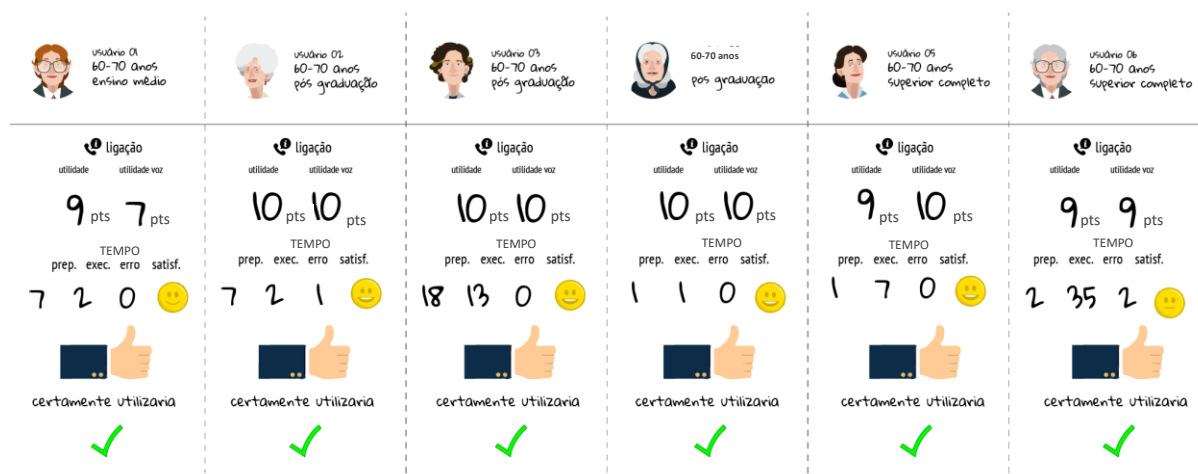 usuário 01
60-70 anos
ensino médio
usuário 02
60-70 anos
pós graduação
usuário 03
60-70 anos
pós graduação
60-70 anos
pos graduaçao
usuário 05
60-70 anos
superior completo
usuário 06
60-70 anos
superior completo
ligação
utilidade utilidade voz
9 pts 7 pts
TEMPO
prep. exec. erro satisf.
7 2 0
certamente utilizaria
ligação
utilidade utilidade voz
10 pts 10 pts
TEMPO
prep. exec. erro satisf.
7 2 1
certamente utilizaria
ligação
utilidade utilidade voz
10 pts 10 pts
TEMPO
prep. exec. erro satisf.
18 13 0
certamente utilizaria
ligação
utilidade utilidade voz
10 pts 10 pts
TEMPO
prep. exec. erro satisf.
1 1 0
certamente utilizaria
ligação
utilidade utilidade voz
9 pts 10 pts
TEMPO
prep. exec. erro satisf.
1 7 0
certamente utilizaria
ligação
utilidade utilidade voz
9 pts 9 pts
TEMPO
prep. exec. erro satisf.
2 35 2
certamente utilizaria